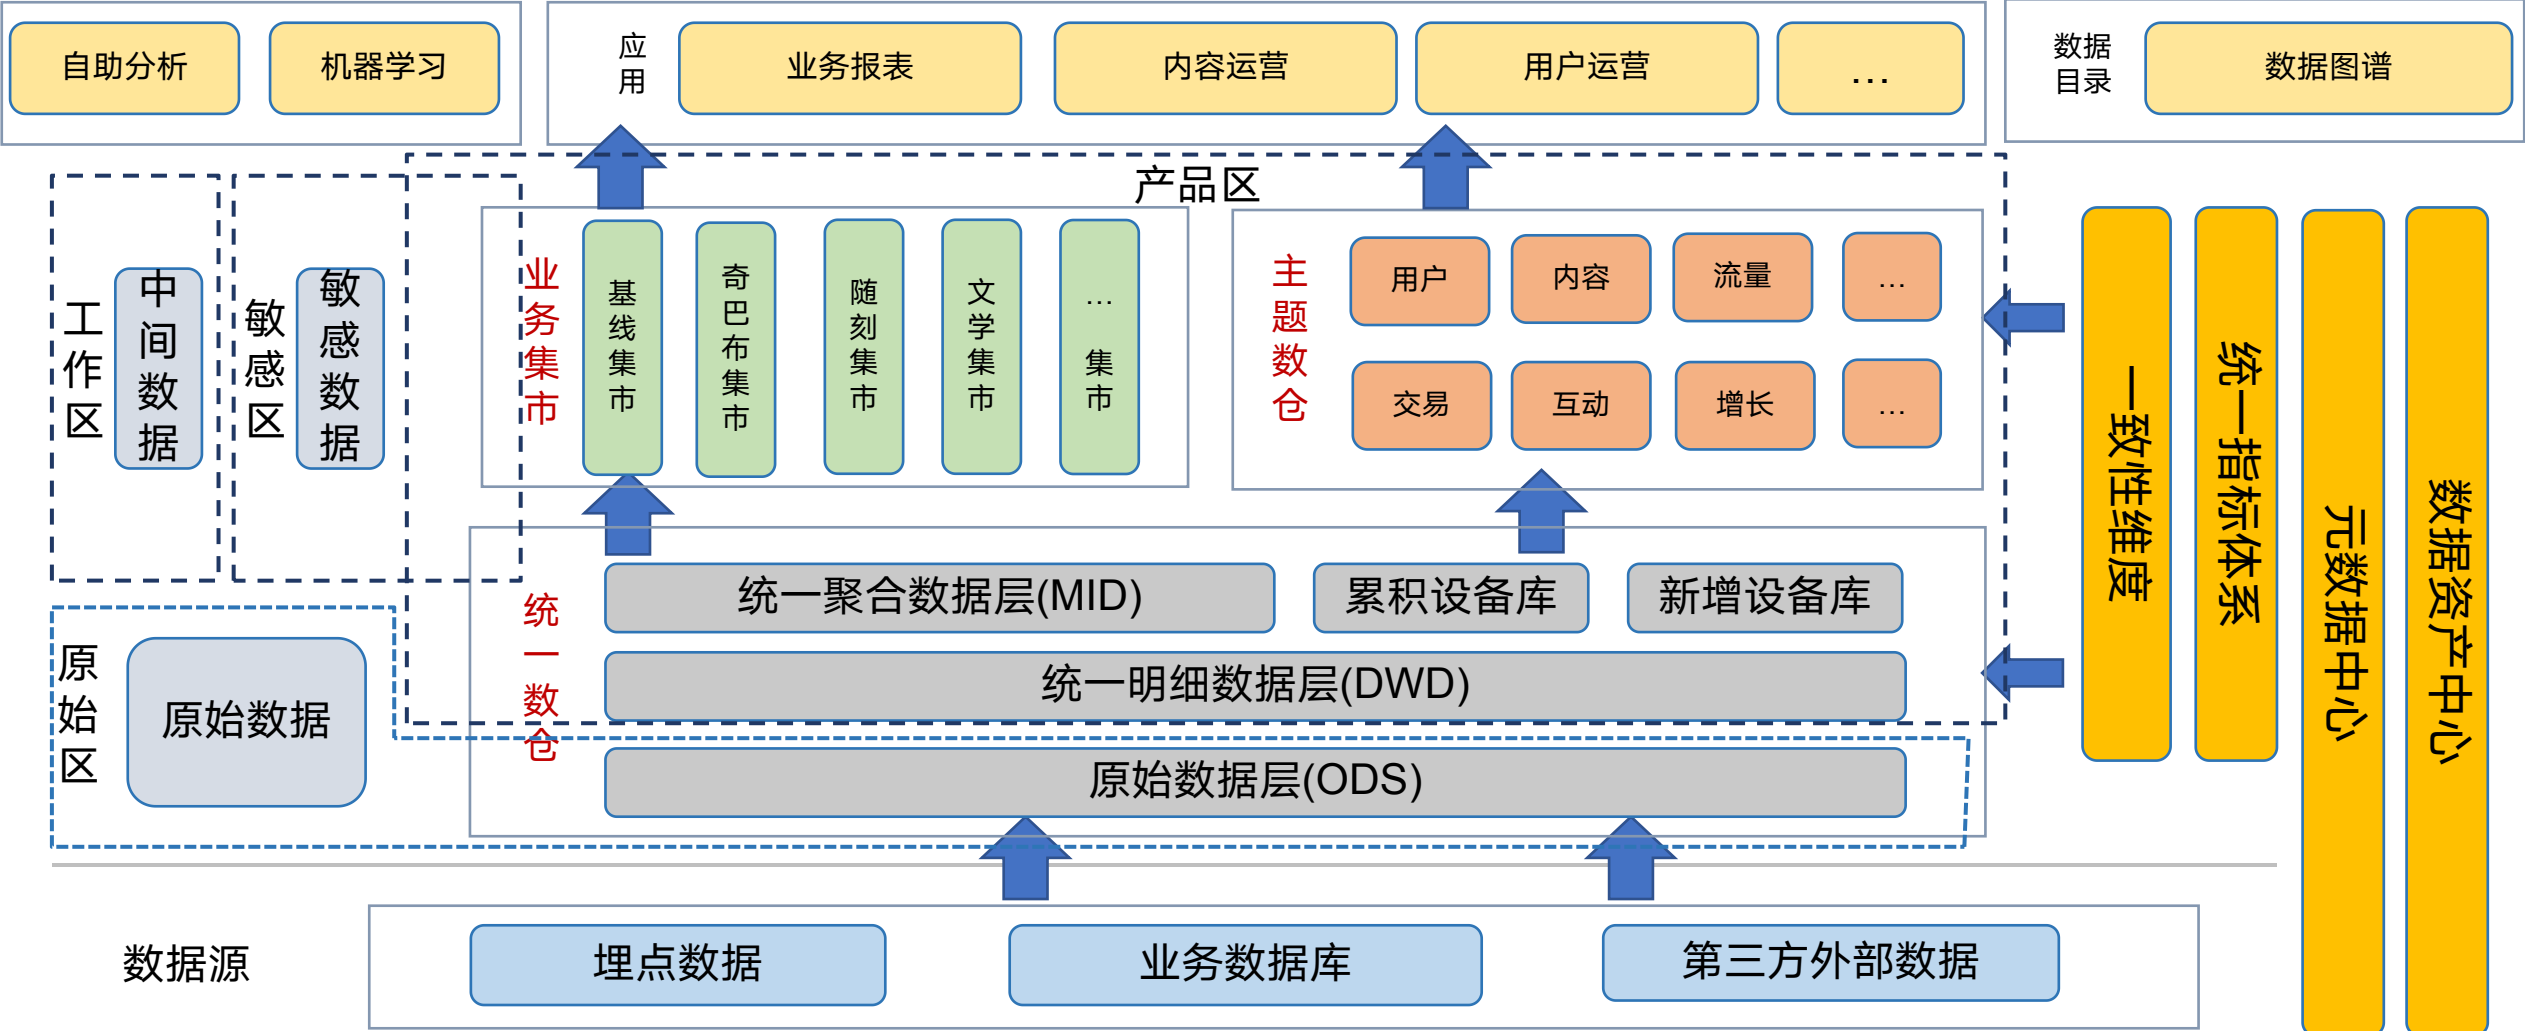 自助分析
机器学习
应
用
业务报表
内容运营
用户运营
...
数据
目录
数据图谱
产品区
工作区
中间数据
敏感区
敏感数据
业务集市
基线集市
奇巴布集市
随刻集市
文学集市
... 集市
主题数仓
用户
内容
流量
...
交易
互动
增长
...
一致性维度
统一指标体系
元数据中心
数据资产中心
统一数仓
统一聚合数据层(MID)
累积设备库
新增设备库
统一明细数据层(DWD)
原始数据层(ODS)
原始区
原始数据
数据源
埋点数据
业务数据库
第三方外部数据